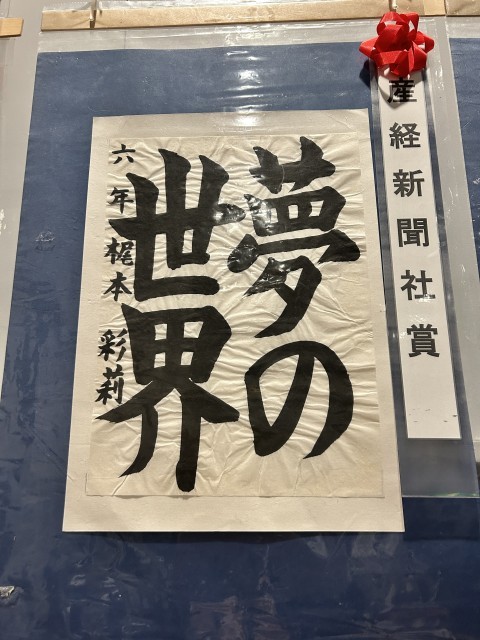 産経新聞社賞
夢の
世界
六年梶本彩莉